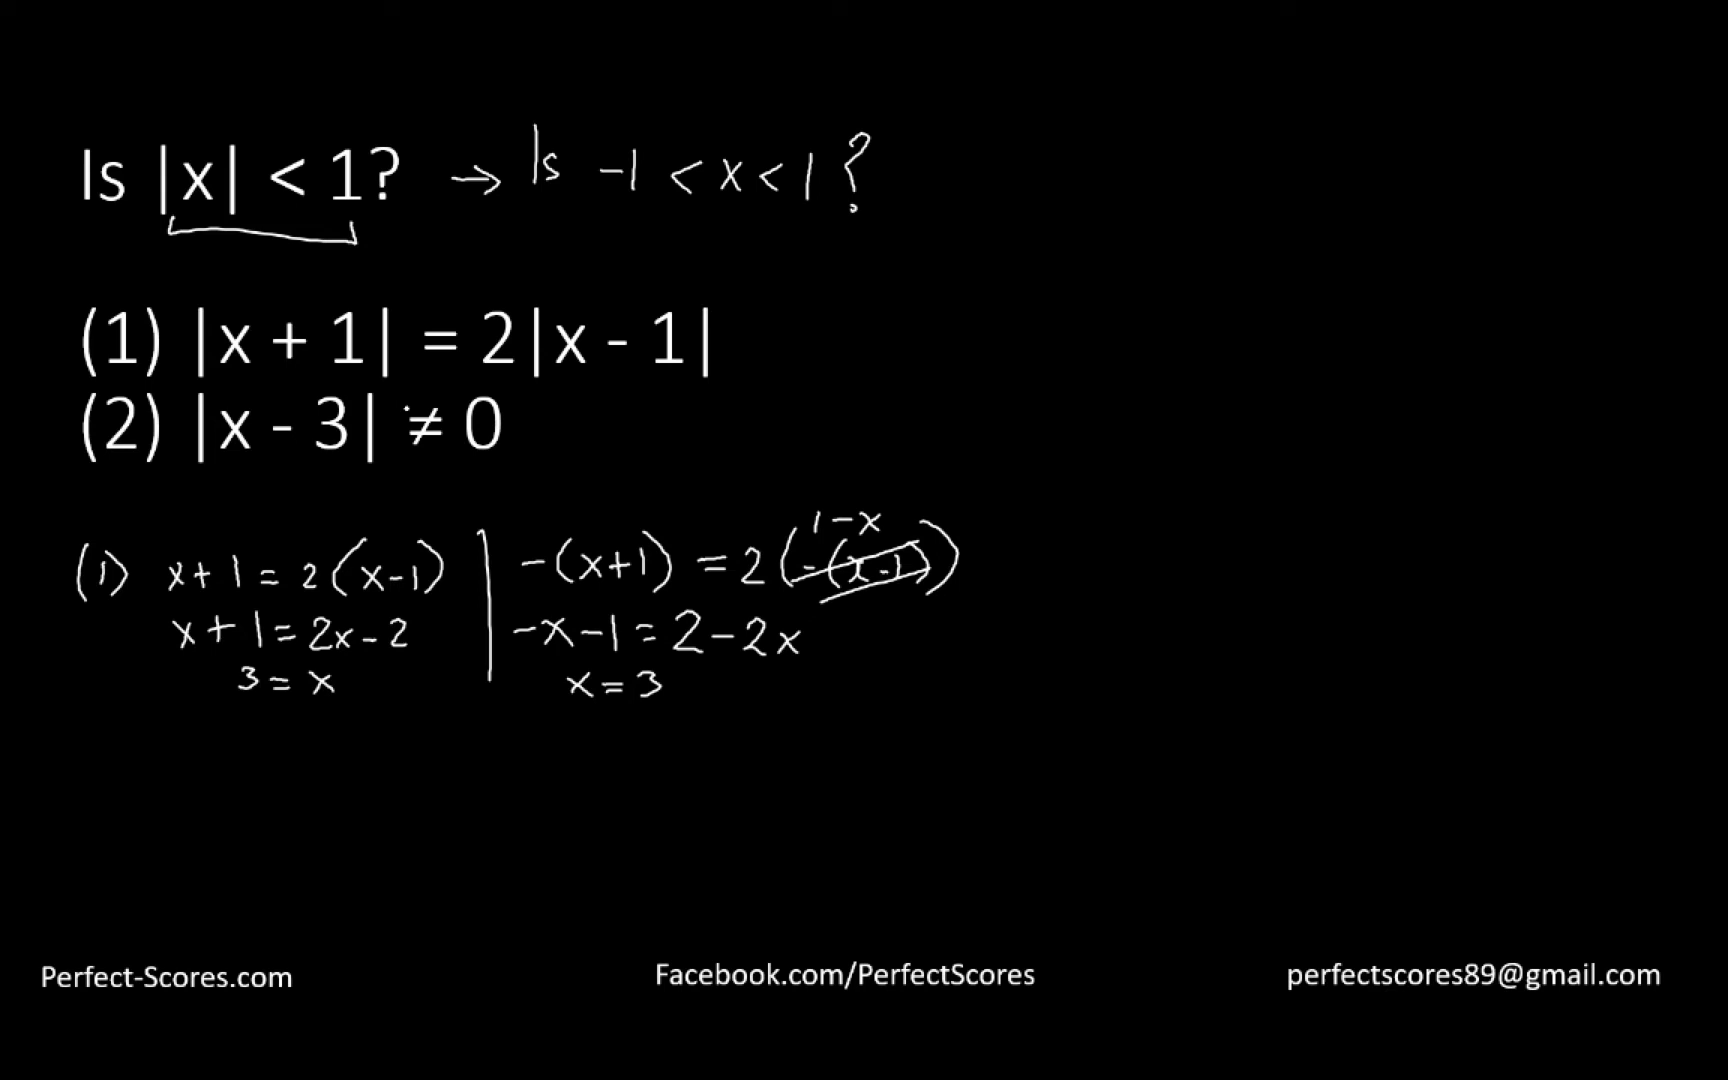 Is |x| < 1? → Is -1 < x < 1 ?
(1) |x + 1| = 2|x - 1|
(2) |x - 3| ≠ 0
(1) x + 1 = 2(x-1)
x + 1 = 2x - 2
3 = x
1-x
-(x+1) = 2(-(x-1))
-x-1 = 2-2x
x = 3
Perfect-Scores.com
Facebook.com/PerfectScores
perfectscores89@gmail.com